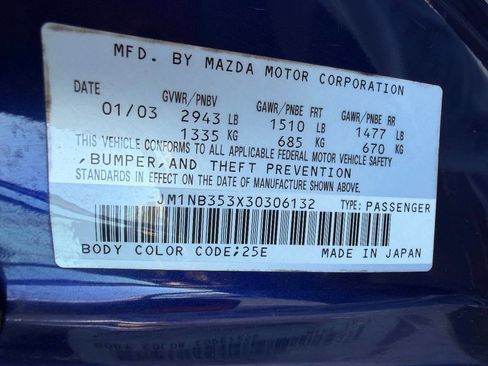 MFD. BY MAZDA MOTOR CORPORATION
DATE GVWR/PNBV GAWR/PNBE FRT GAWR/PNBE RR
01/03 2943 LB 1510 LB 1477 LB
1335 KG 685 KG 670 KG
THIS VEHICLE CONFORMS TO ALL APPLICABLE FEDERAL MOTOR VEHICLE SAFETY
,BUMPER,AND THEFT PREVENTION
STANDARDS IN EFFECT ON THE DATE OF MANUFACTURE SHOWN ABOVE.
JM1NB353X30306132 TYPE: PASSENGER
BODY COLOR CODE;25E MADE IN JAPAN